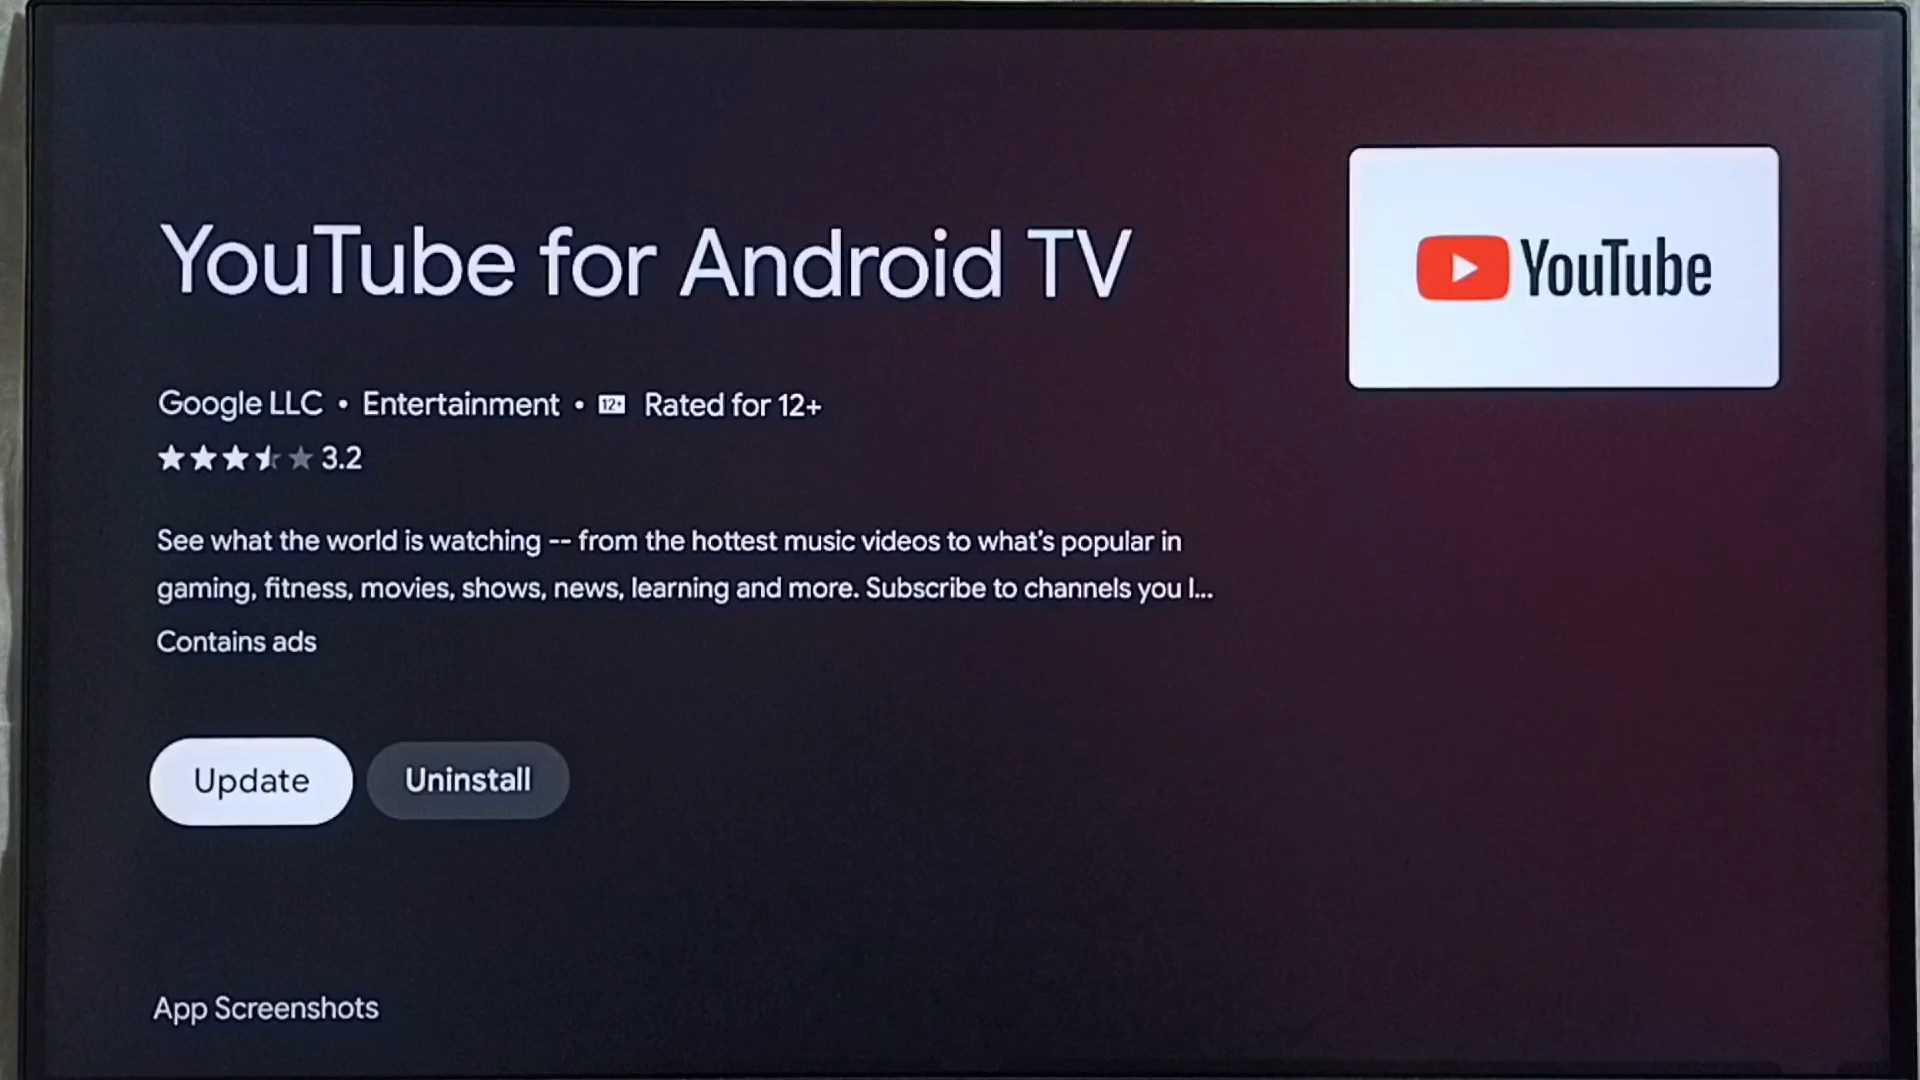 YouTube for Android TV
YouTube
Google LLC • Entertainment • 12+ Rated for 12+
3.2
See what the world is watching -- from the hottest music videos to what's popular in
gaming, fitness, movies, shows, news, learning and more. Subscribe to channels you l...
Contains ads
Update Uninstall
App Screenshots